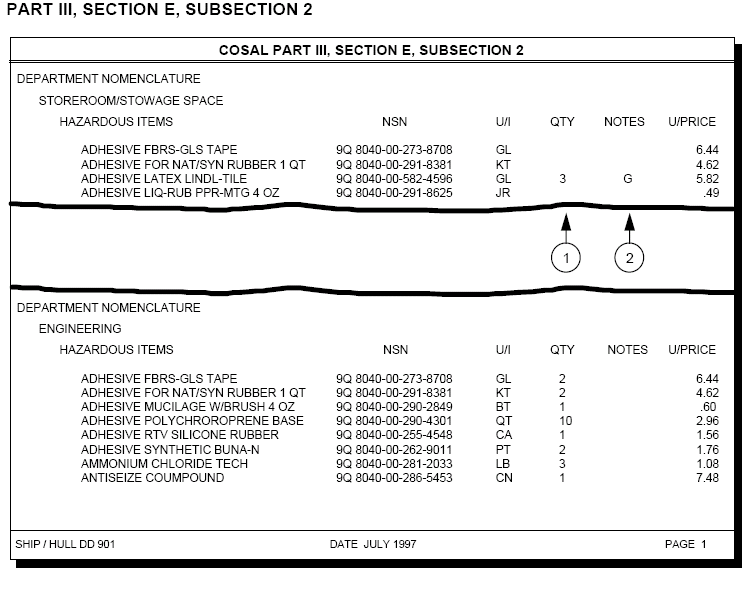 PART III, SECTION E, SUBSECTION 2
COSAL PART III, SECTION E, SUBSECTION 2
DEPARTMENT NOMENCLATURE
STOREROOM/STOWAGE SPACE
HAZARDOUS ITEMS NSN U/I QTY NOTES U/PRICE
ADHESIVE FBRS-GLS TAPE 9Q 8040-00-273-8708 GL 6.44
ADHESIVE FOR NAT/SYN RUBBER 1 QT 9Q 8040-00-291-8381 KT 4.62
ADHESIVE LATEX LINDL-TILE 9Q 8040-00-582-4596 GL 3 G 5.82
ADHESIVE LIQ-RUB PPR-MTG 4 OZ 9Q 8040-00-291-8625 JR .49
1 2
DEPARTMENT NOMENCLATURE
ENGINEERING
HAZARDOUS ITEMS NSN U/I QTY NOTES U/PRICE
ADHESIVE FBRS-GLS TAPE 9Q 8040-00-273-8708 GL 2 6.44
ADHESIVE FOR NAT/SYN RUBBER 1 QT 9Q 8040-00-291-8381 KT 2 4.62
ADHESIVE MUCILAGE W/BRUSH 4 OZ 9Q 8040-00-290-2849 BT 1 .60
ADHESIVE POLYCHROROPRENE BASE 9Q 8040-00-290-4301 QT 10 2.96
ADHESIVE RTV SILICONE RUBBER 9Q 8040-00-255-4548 CA 1 1.56
ADHESIVE SYNTHETIC BUNA-N 9Q 8040-00-262-9011 PT 2 1.76
AMMONIUM CHLORIDE TECH 9Q 8040-00-281-2033 LB 3 1.08
ANTISEIZE COUMPOUND 9Q 8040-00-286-5453 CN 1 7.48
SHIP / HULL DD 901 DATE JULY 1997 PAGE 1